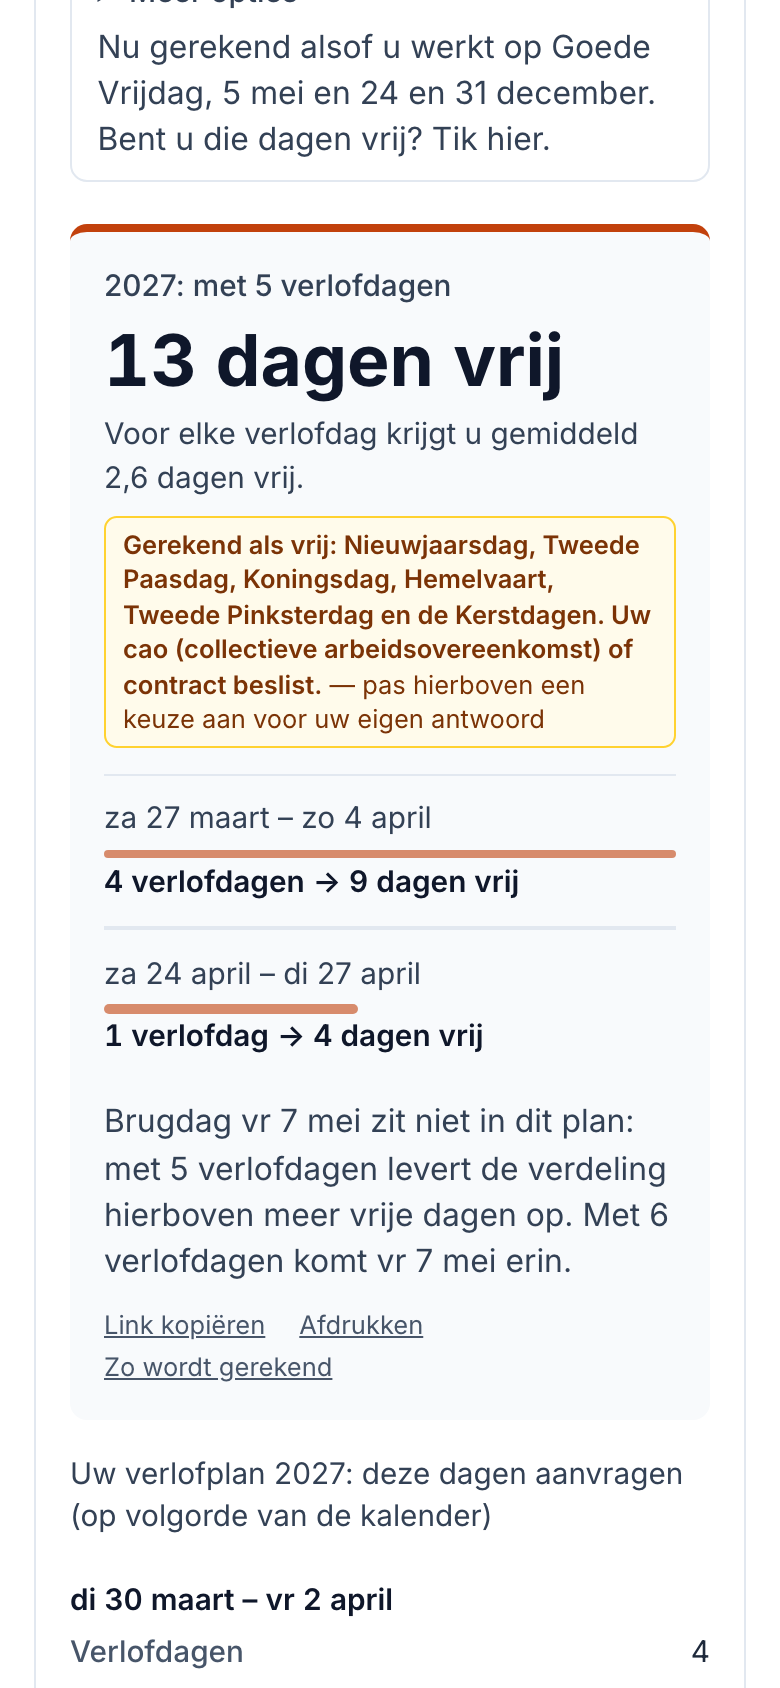 Meer opties
Nu gerekend alsof u werkt op Goede
Vrijdag, 5 mei en 24 en 31 december.
Bent u die dagen vrij? Tik hier.
2027: met 5 verlofdagen
13 dagen vrij
Voor elke verlofdag krijgt u gemiddeld
2,6 dagen vrij.
Gerekend als vrij: Nieuwjaarsdag, Tweede
Paasdag, Koningsdag, Hemelvaart,
Tweede Pinksterdag en de Kerstdagen. Uw
cao (collectieve arbeidsovereenkomst) of
contract beslist. — pas hierboven een
keuze aan voor uw eigen antwoord
za 27 maart – zo 4 april
4 verlofdagen → 9 dagen vrij
za 24 april – di 27 april
1 verlofdag → 4 dagen vrij
Brugdag vr 7 mei zit niet in dit plan:
met 5 verlofdagen levert de verdeling
hierboven meer vrije dagen op. Met 6
verlofdagen komt vr 7 mei erin.
Link kopiëren Afdrukken
Zo wordt gerekend
Uw verlofplan 2027: deze dagen aanvragen
(op volgorde van de kalender)
di 30 maart – vr 2 april
Verlofdagen 4